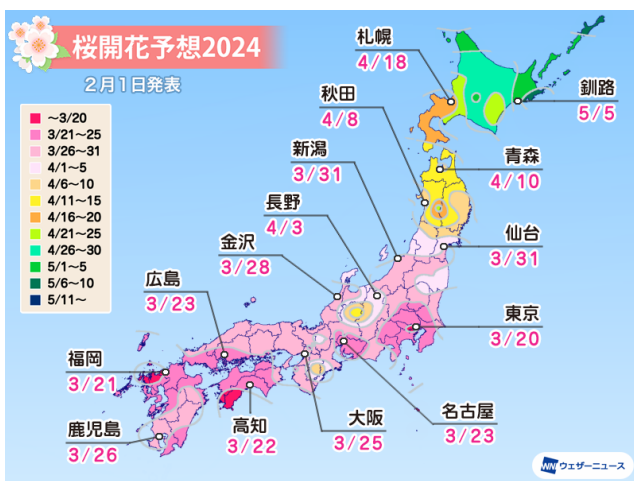 桜開花予想2024
2月1日発表
～3/20
3/21～25
3/26～31
4/1～5
4/6～10
4/11～15
4/16～20
4/21～25
4/26～30
5/1～5
5/6～10
5/11～
札幌
4/18
釧路
5/5
秋田
4/8
青森
4/10
新潟
3/31
仙台
3/31
長野
4/3
金沢
3/28
東京
3/20
広島
3/23
福岡
3/21
名古屋
3/23
大阪
3/25
高知
3/22
鹿児島
3/26
WNI ウェザーニュース